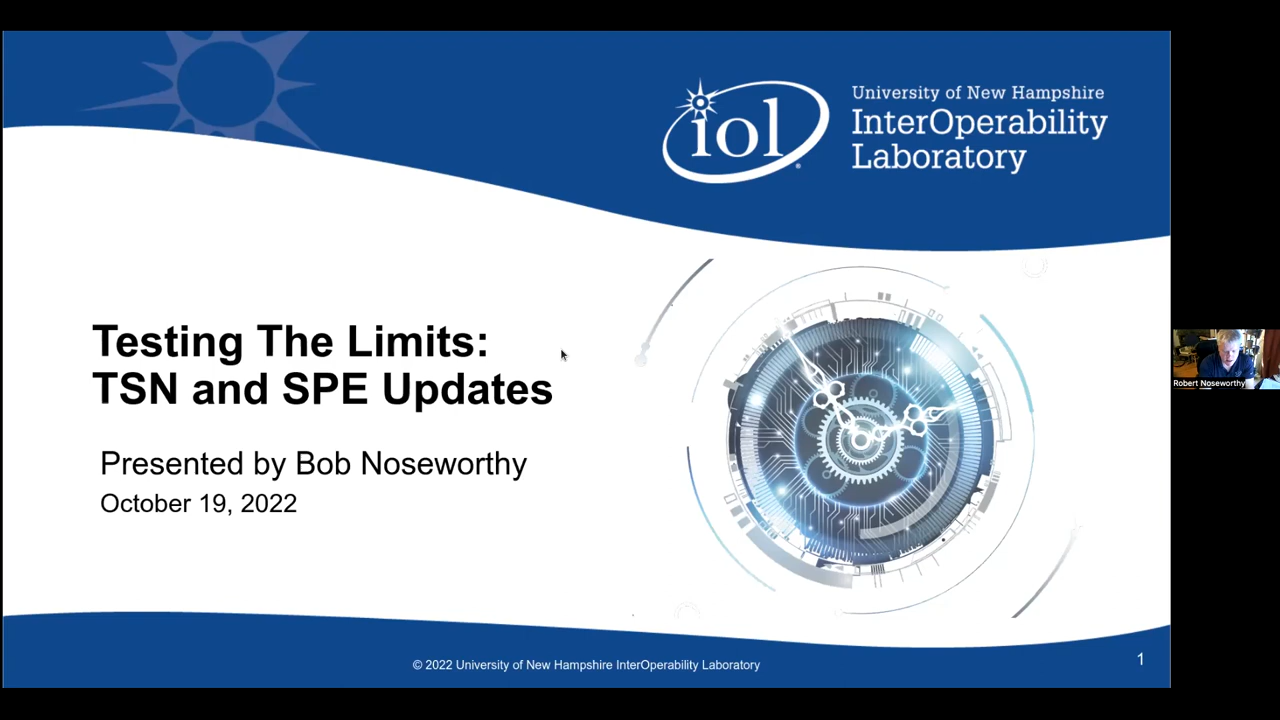 iol
University of New Hampshire
InterOperability
Laboratory
Testing The Limits:
TSN and SPE Updates
Presented by Bob Noseworthy
October 19, 2022
Robert Noseworthy
© 2022 University of New Hampshire InterOperability Laboratory
1